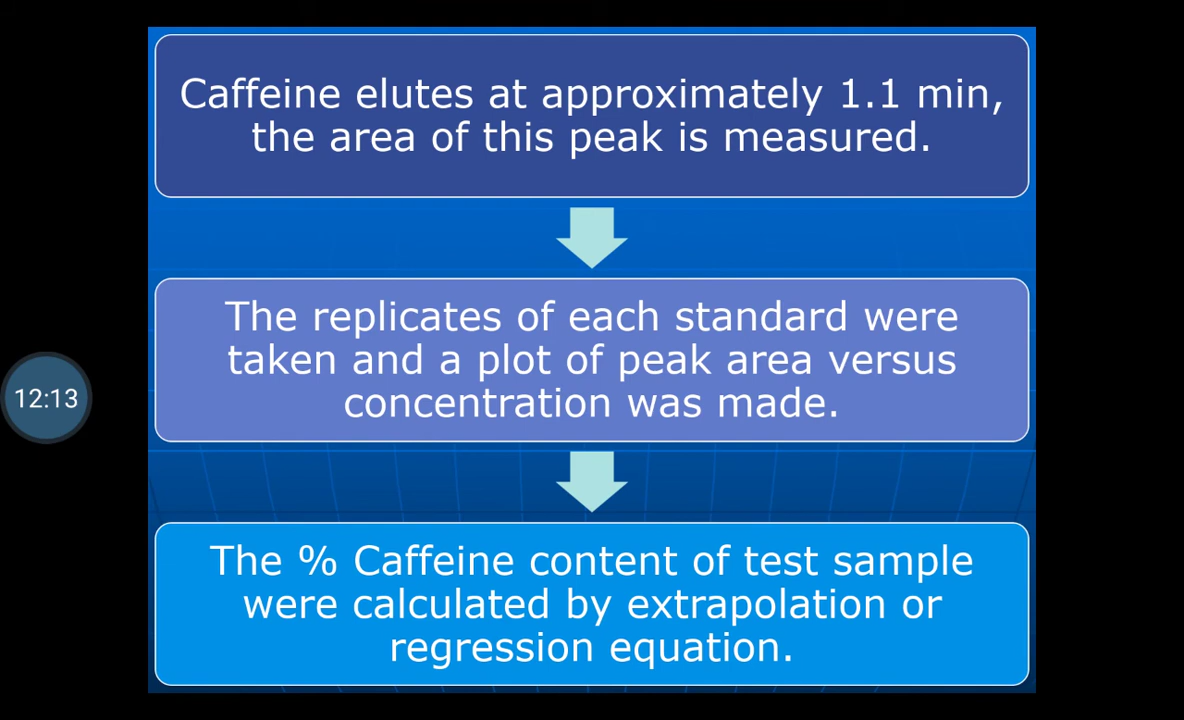 Caffeine elutes at approximately 1.1 min,
the area of this peak is measured.
The replicates of each standard were
taken and a plot of peak area versus
concentration was made.
12:13
The % Caffeine content of test sample
were calculated by extrapolation or
regression equation.